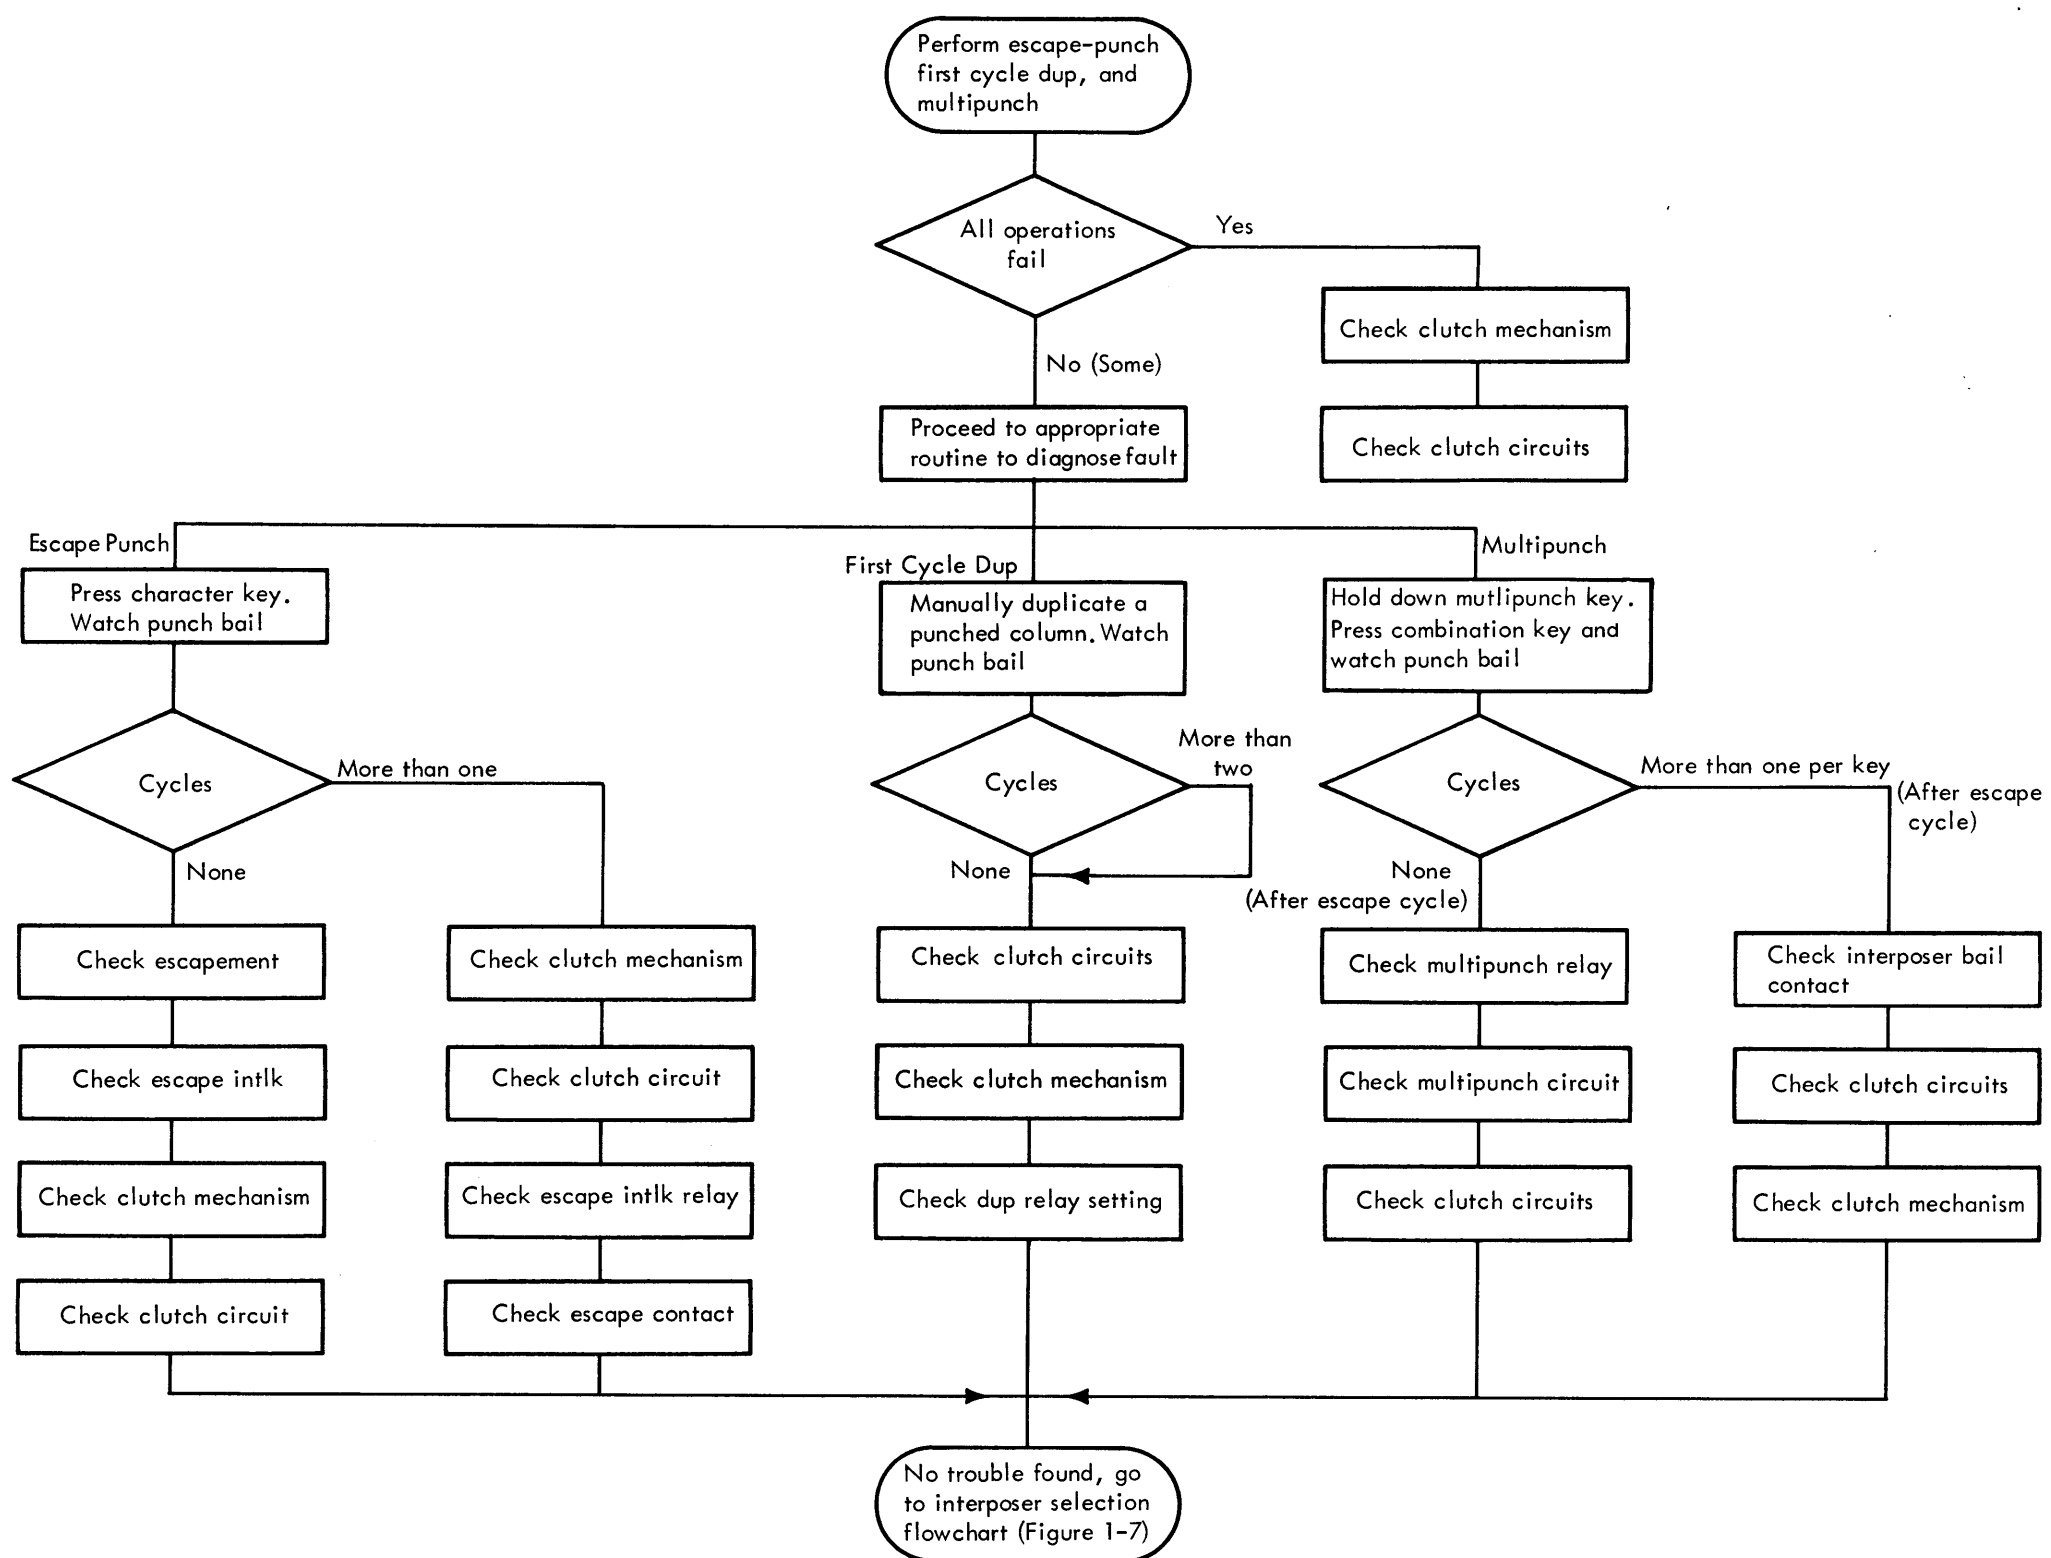 Perform escape-punch
first cycle dup, and
multipunch
All operations
fail
Yes
Check clutch mechanism
Check clutch circuits
No (Some)
Proceed to appropriate
routine to diagnose fault
Escape Punch
Press character key.
Watch punch bail
Cycles
More than one
None
Check escapement
Check escape intlk
Check clutch mechanism
Check clutch circuit
Check clutch mechanism
Check clutch circuit
Check escape intlk relay
Check escape contact
First Cycle Dup
Manually duplicate a
punched column. Watch
punch bail
Cycles
More than
two
None
Check clutch circuits
Check clutch mechanism
Check dup relay setting
Multipunch
Hold down mutlipunch key.
Press combination key and
watch punch bail
Cycles
More than one per key
(After escape
cycle)
None
(After escape cycle)
Check multipunch relay
Check multipunch circuit
Check clutch circuits
Check interposer bail
contact
Check clutch circuits
Check clutch mechanism
No trouble found, go
to interposer selection
flowchart (Figure 1-7)